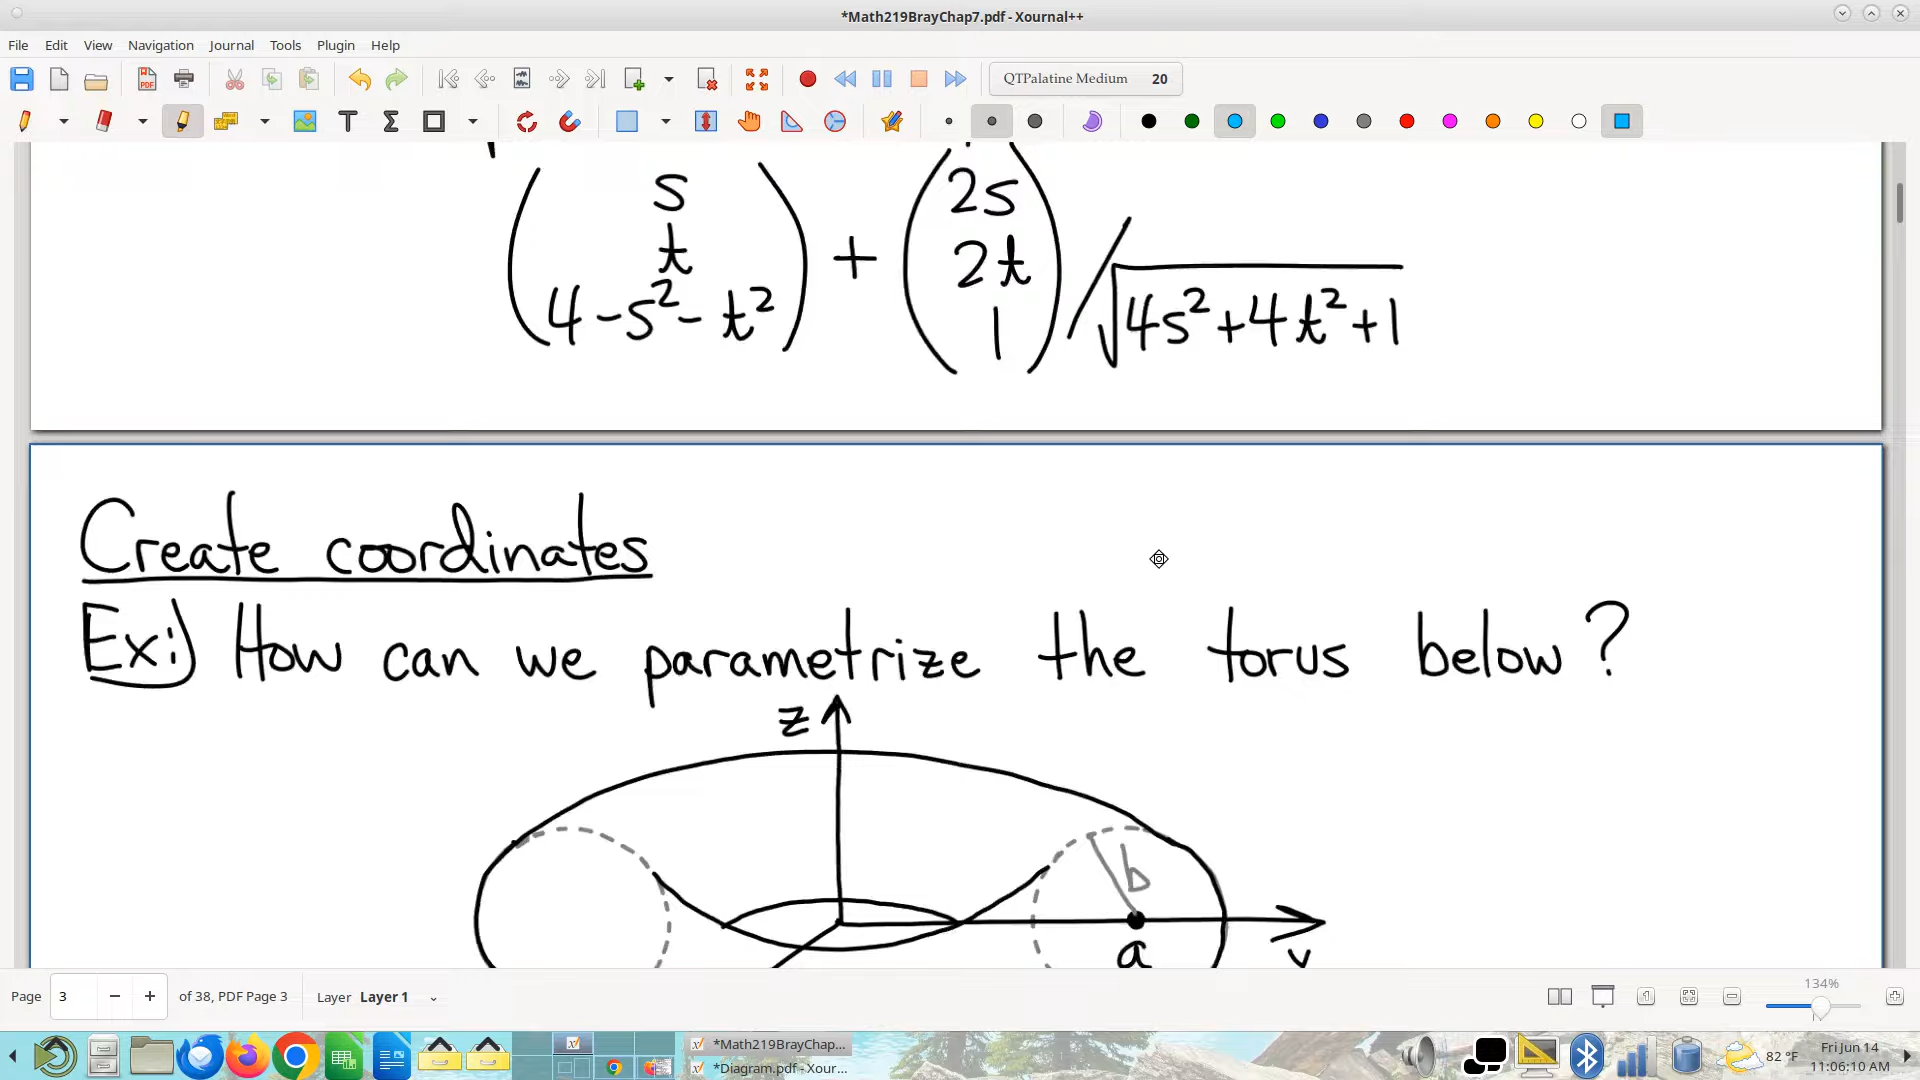 *Math219BrayChap7.pdf - Xournal++
File Edit View Navigation Journal Tools Plugin Help
QTPalatine Medium 20
s
t
4-s²-t²
+
2s
2t
1
/
√4s²+4t²+1
Create coordinates
Ex:) How can we parametrize the torus below?
z
b
a
Page 3 of 38, PDF Page 3 Layer Layer 1
134%
*Math219BrayChap...
*Diagram.pdf - Xour...
82 °F
Fri Jun 14
11:06:10 AM